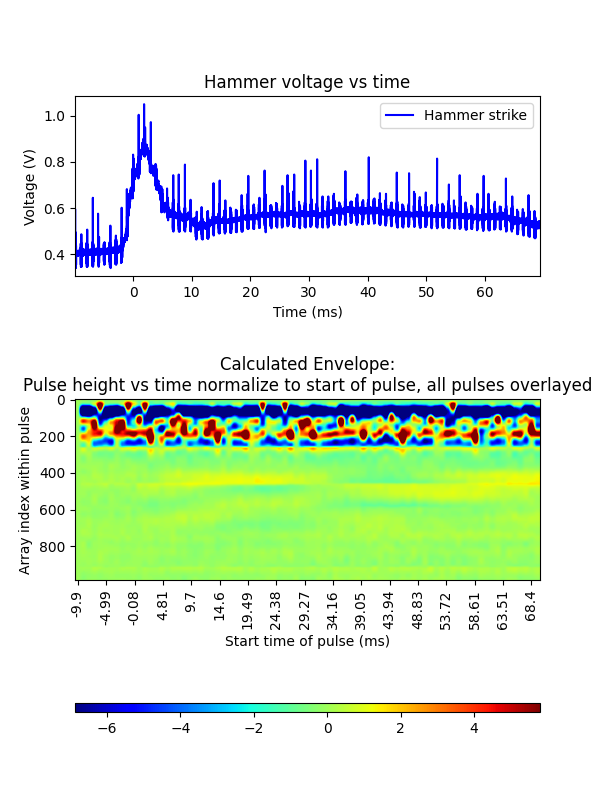 Hammer voltage vs time
1.0
0.8
0.6
0.4
Voltage (V)
Hammer strike
0 10 20 30 40 50 60
Time (ms)
Calculated Envelope:
Pulse height vs time normalize to start of pulse, all pulses overlayed
0
200
400
600
800
Array index within pulse
-9.9 -4.99 -0.08 4.81 9.7 14.6 19.49 24.38 29.27 34.16 39.05 43.94 48.83 53.72 58.61 63.51 68.4
Start time of pulse (ms)
−6 −4 −2 0 2 4